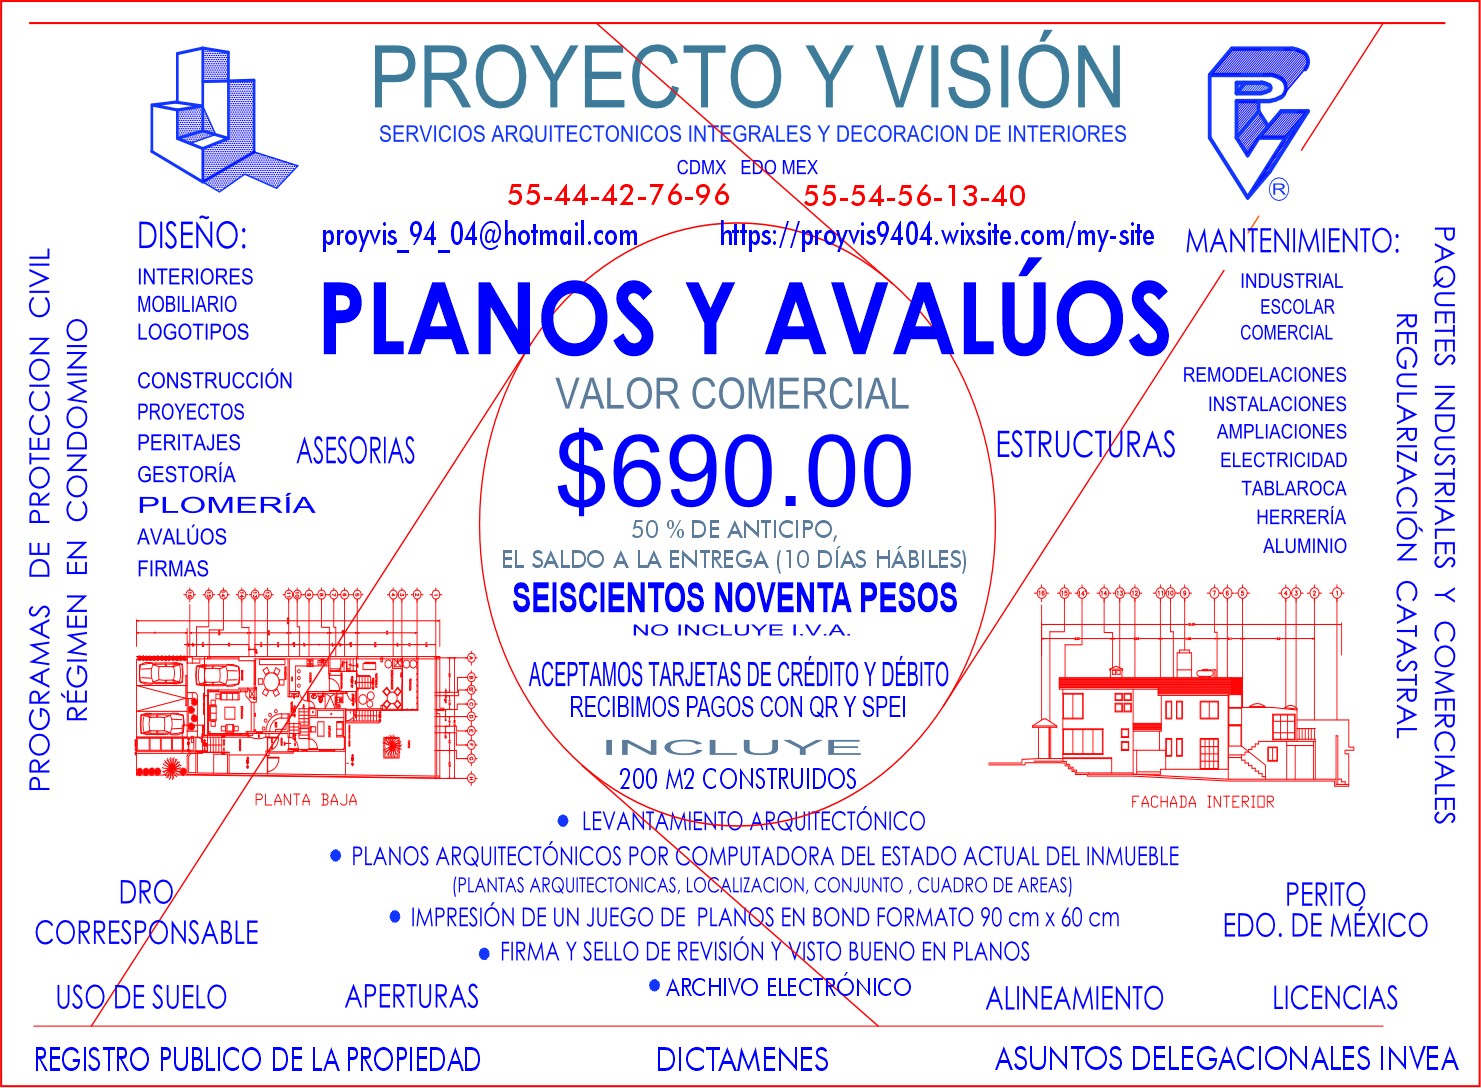 PROYECTO Y VISIÓN
SERVICIOS ARQUITECTONICOS INTEGRALES Y DECORACION DE INTERIORES
CDMX EDO MEX
55-44-42-76-96 55-54-56-13-40
proyvis_94_04@hotmail.com https://proyvis9404.wixsite.com/my-site
PV
®
PLANOS Y AVALÚOS
VALOR COMERCIAL
$690.00
50 % DE ANTICIPO,
EL SALDO A LA ENTREGA (10 DÍAS HÁBILES)
SEISCIENTOS NOVENTA PESOS
NO INCLUYE I.V.A.
ACEPTAMOS TARJETAS DE CRÉDITO Y DÉBITO
RECIBIMOS PAGOS CON QR Y SPEI
INCLUYE
200 M2 CONSTRUIDOS
• LEVANTAMIENTO ARQUITECTÓNICO
• PLANOS ARQUITECTÓNICOS POR COMPUTADORA DEL ESTADO ACTUAL DEL INMUEBLE
(PLANTAS ARQUITECTONICAS, LOCALIZACION, CONJUNTO , CUADRO DE AREAS)
• IMPRESIÓN DE UN JUEGO DE PLANOS EN BOND FORMATO 90 cm x 60 cm
• FIRMA Y SELLO DE REVISIÓN Y VISTO BUENO EN PLANOS
• ARCHIVO ELECTRÓNICO
PROGRAMAS DE PROTECCION CIVIL
RÉGIMEN EN CONDOMINIO
DISEÑO:
INTERIORES
MOBILIARIO
LOGOTIPOS
CONSTRUCCIÓN
PROYECTOS
PERITAJES
GESTORÍA
PLOMERÍA
AVALÚOS
FIRMAS
ASESORIAS
PLANTA BAJA
MANTENIMIENTO:
INDUSTRIAL
ESCOLAR
COMERCIAL
REMODELACIONES
INSTALACIONES
AMPLIACIONES
ELECTRICIDAD
TABLAROCA
HERRERÍA
ALUMINIO
ESTRUCTURAS
FACHADA INTERIOR
PAQUETES INDUSTRIALES Y COMERCIALES
REGULARIZACIÓN CATASTRAL
DRO
CORRESPONSABLE
PERITO
EDO. DE MÉXICO
USO DE SUELO
APERTURAS
ALINEAMIENTO
LICENCIAS
REGISTRO PUBLICO DE LA PROPIEDAD
DICTAMENES
ASUNTOS DELEGACIONALES INVEA